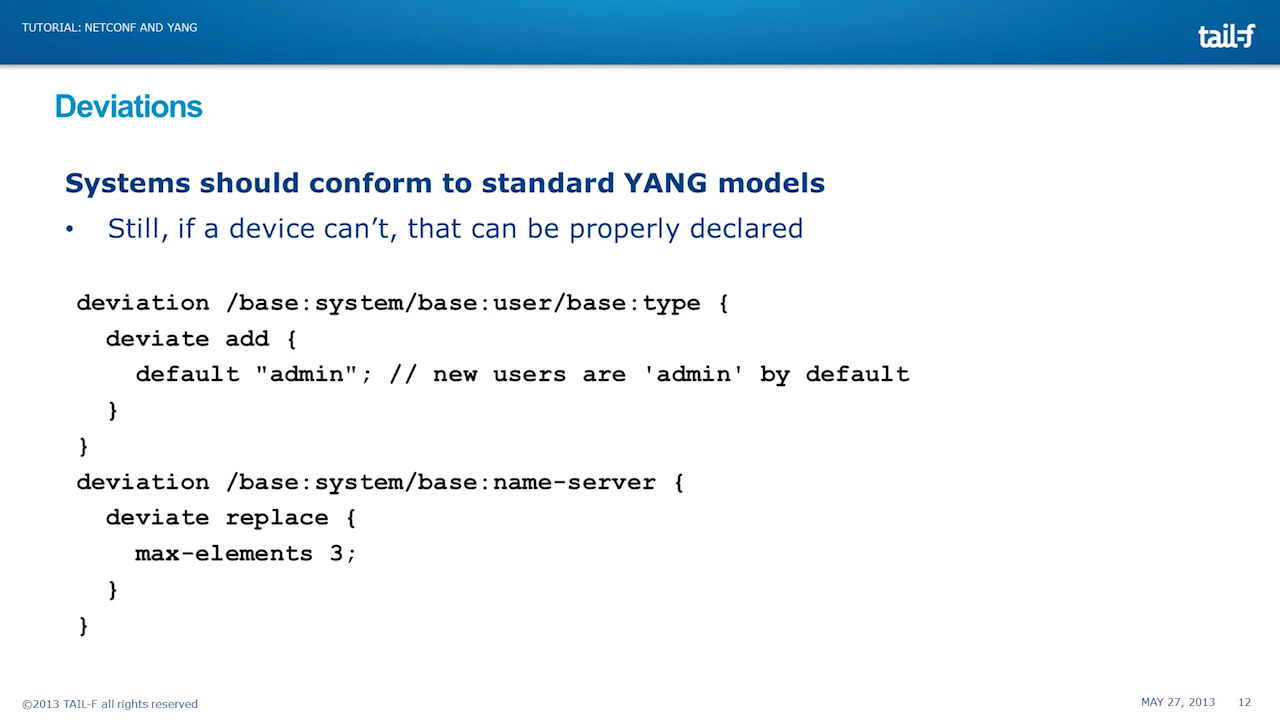 TUTORIAL: NETCONF AND YANG
tail-f
Deviations
Systems should conform to standard YANG models
• Still, if a device can’t, that can be properly declared
deviation /base:system/base:user/base:type {
  deviate add {
    default "admin"; // new users are 'admin' by default
  }
}
deviation /base:system/base:name-server {
  deviate replace {
    max-elements 3;
  }
}
©2013 TAIL-F all rights reserved
MAY 27, 2013 12